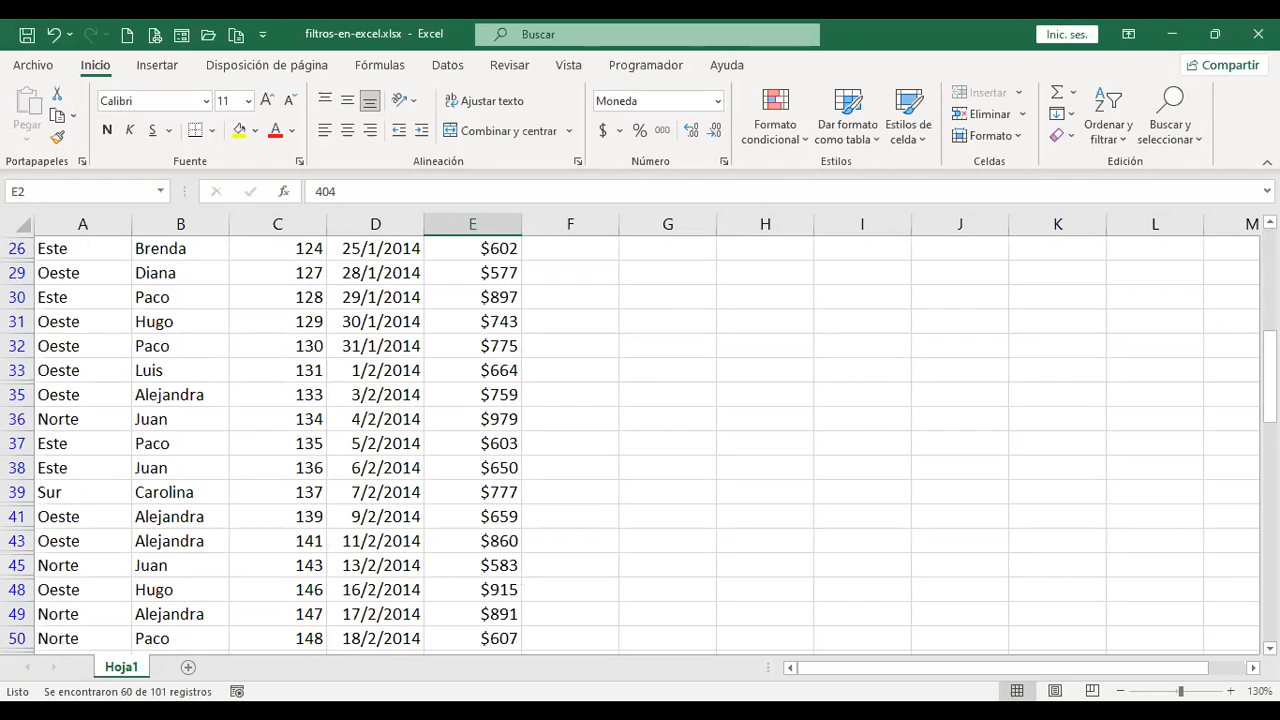 filtros-en-excel.xlsx - Excel
Buscar
Inic. ses.
Archivo Inicio Insertar Disposición de página Fórmulas Datos Revisar Vista Programador Ayuda Compartir
Pegar
Portapapeles
Calibri 11
N K S A
Fuente
Ajustar texto
Combinar y centrar
Alineación
Moneda
$ % 000
Número
Formato condicional
Dar formato como tabla
Estilos de celda
Estilos
Insertar
Eliminar
Formato
Celdas
Ordenar y filtrar
Buscar y seleccionar
Edición
E2 fx 404
A B C D E F G H I J K L M
26 Este Brenda 124 25/1/2014 $602
29 Oeste Diana 127 28/1/2014 $577
30 Este Paco 128 29/1/2014 $897
31 Oeste Hugo 129 30/1/2014 $743
32 Oeste Paco 130 31/1/2014 $775
33 Oeste Luis 131 1/2/2014 $664
35 Oeste Alejandra 133 3/2/2014 $759
36 Norte Juan 134 4/2/2014 $979
37 Este Paco 135 5/2/2014 $603
38 Este Juan 136 6/2/2014 $650
39 Sur Carolina 137 7/2/2014 $777
41 Oeste Alejandra 139 9/2/2014 $659
43 Oeste Alejandra 141 11/2/2014 $860
45 Norte Juan 143 13/2/2014 $583
48 Oeste Hugo 146 16/2/2014 $915
49 Norte Alejandra 147 17/2/2014 $891
50 Norte Paco 148 18/2/2014 $607
Hoja1
Listo Se encontraron 60 de 101 registros 130%